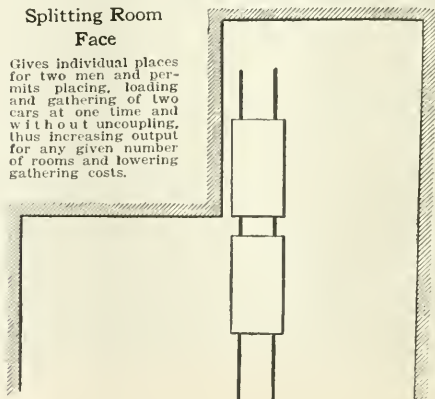 Splitting Room
Face
Gives individual places
for two men and per-
mits placing, loading
and gathering of two
cars at one time and
without uncoupling,
thus increasing output
for any given number
of rooms and lowering
gathering costs.